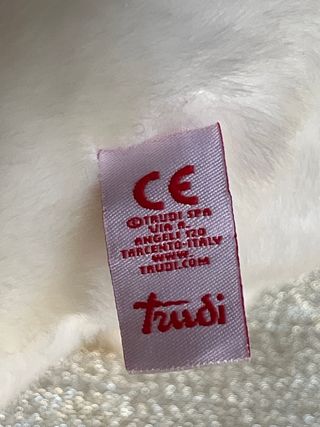 CE
©TRUDI SPA
VIA A.
ANGELI 120
TARCENTO-ITALY
WWW.
TRUDI.COM
Trudi